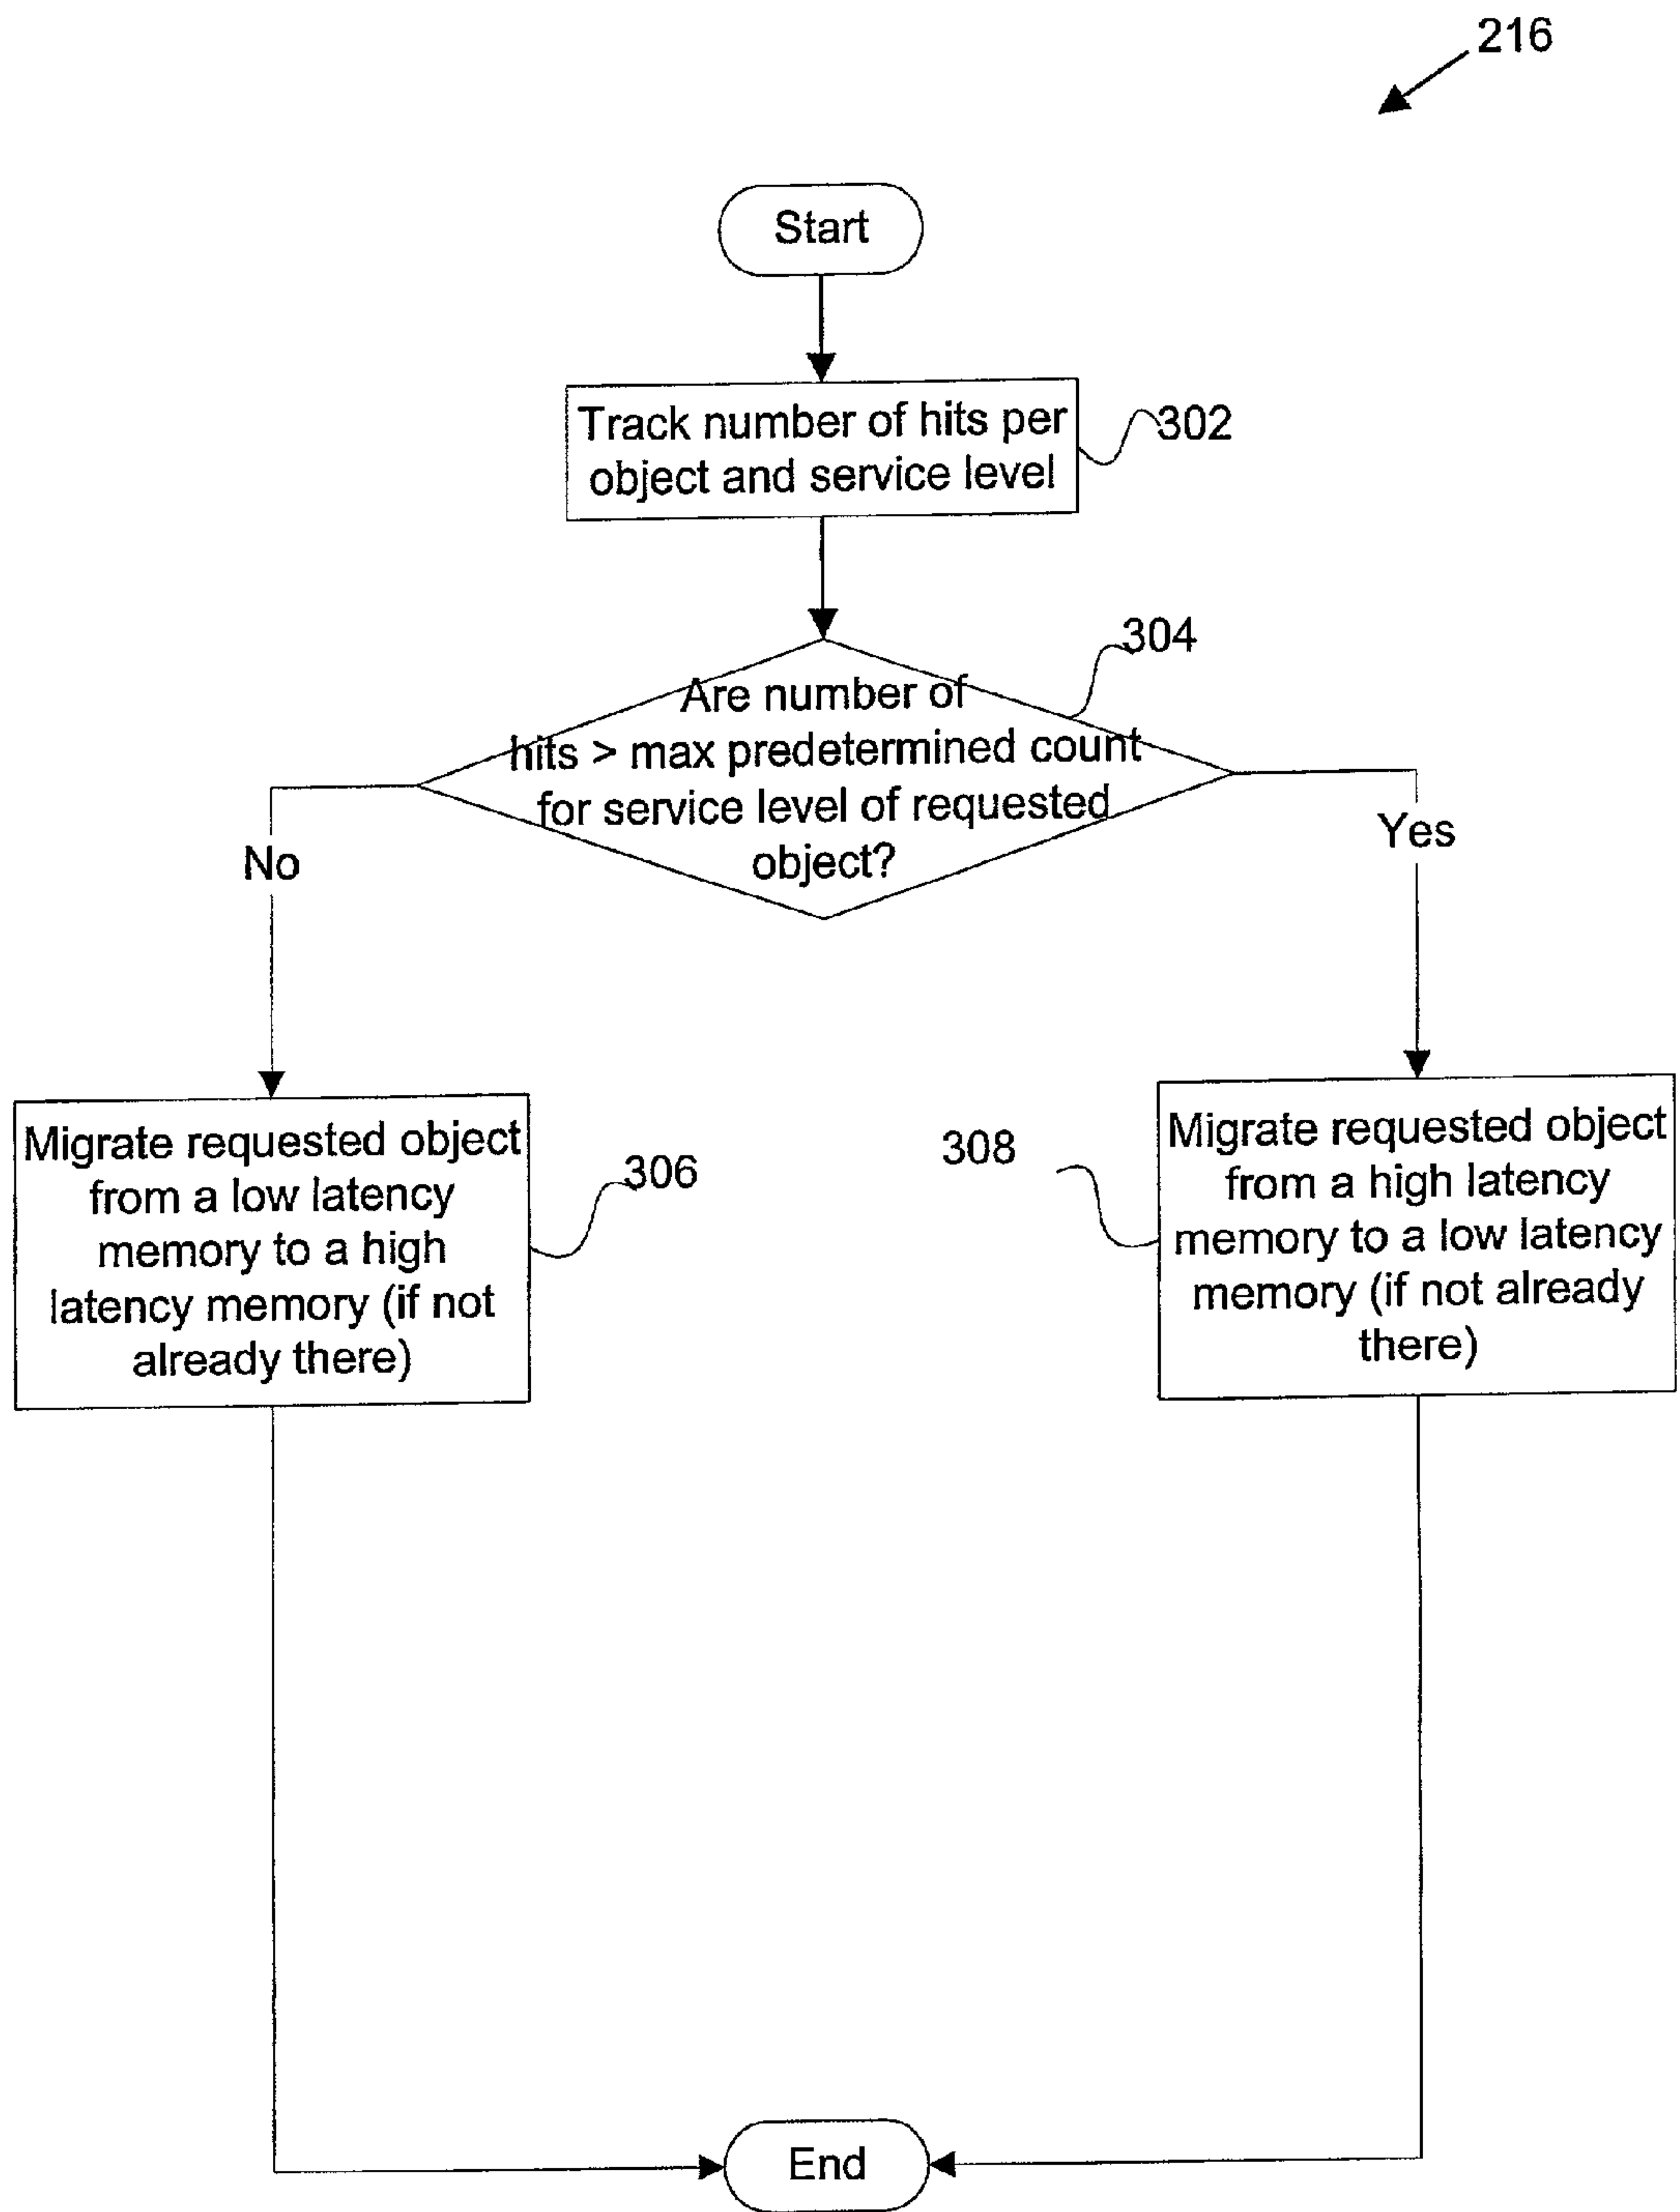 216
Start
Track number of hits per
object and service level
302
304
Are number of
hits > max predetermined count
for service level of requested
object?
No
Yes
Migrate requested object
from a low latency
memory to a high
latency memory (if not
already there)
306
308
Migrate requested object
from a high latency
memory to a low latency
memory (if not already
there)
End